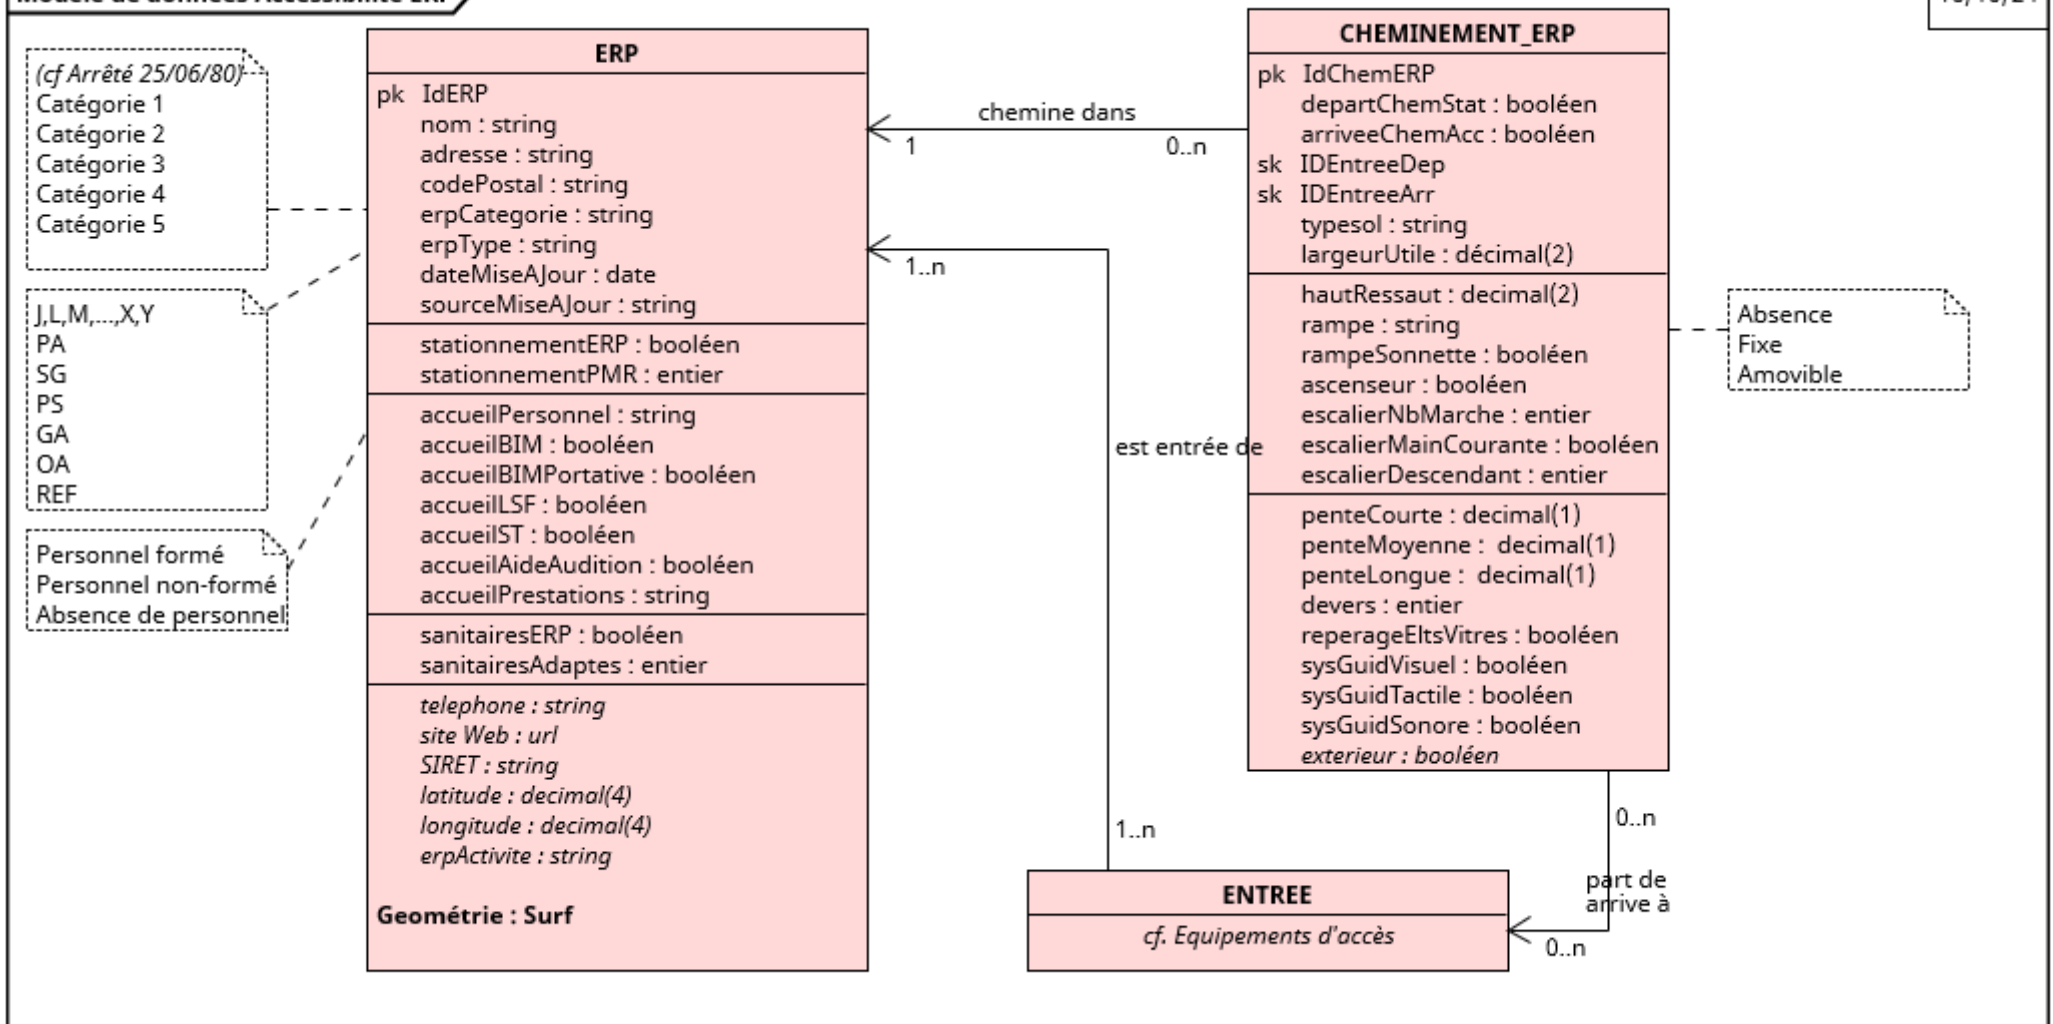 Modèle de données Accessibilité ERP
(cf Arrêté 25/06/80)
Catégorie 1
Catégorie 2
Catégorie 3
Catégorie 4
Catégorie 5
J,L,M,...,X,Y
PA
SG
PS
GA
OA
REF
Personnel formé
Personnel non-formé
Absence de personnel
ERP
pk IdERP
nom : string
adresse : string
codePostal : string
erpCategorie : string
erpType : string
dateMiseAJour : date
sourceMiseAJour : string
stationnementERP : booléen
stationnementPMR : entier
accueilPersonnel : string
accueilBIM : booléen
accueilBIMPortative : booléen
accueilLSF : booléen
accueilST : booléen
accueilAideAudition : booléen
accueilPrestations : string
sanitairesERP : booléen
sanitairesAdaptes : entier
telephone : string
site Web : url
SIRET : string
latitude : decimal(4)
longitude : decimal(4)
erpActivite : string
Geométrie : Surf
chemine dans
1
0..n
1..n
est entrée de
1..n
CHEMINEMENT_ERP
pk IdChemERP
departChemStat : booléen
arriveeChemAcc : booléen
sk IDEntreeDep
sk IDEntreeArr
typesol : string
largeurUtile : décimal(2)
hautRessaut : decimal(2)
rampe : string
rampeSonnette : booléen
ascenseur : booléen
escalierNbMarche : entier
escalierMainCourante : booléen
escalierDescendant : entier
penteCourte : decimal(1)
penteMoyenne : decimal(1)
penteLongue : decimal(1)
devers : entier
reperageEltsVitres : booléen
sysGuidVisuel : booléen
sysGuidTactile : booléen
sysGuidSonore : booléen
exterieur : booléen
Absence
Fixe
Amovible
0..n
part de
arrive à
0..n
ENTREE
cf. Equipements d'accès